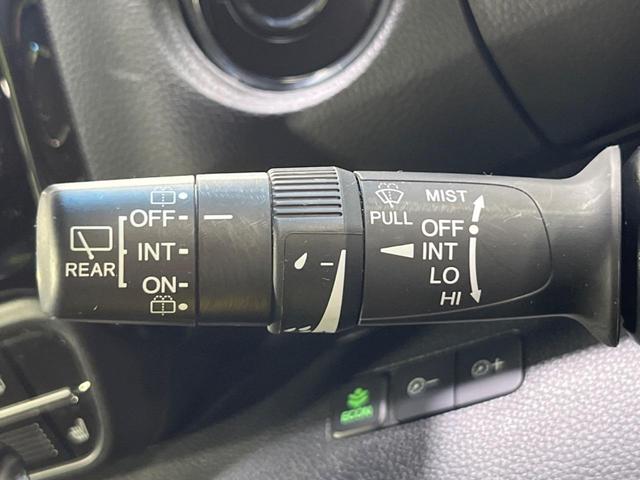 OFF
INT
ON
REAR
PULL
MIST
OFF
INT
LO
HI
ECON